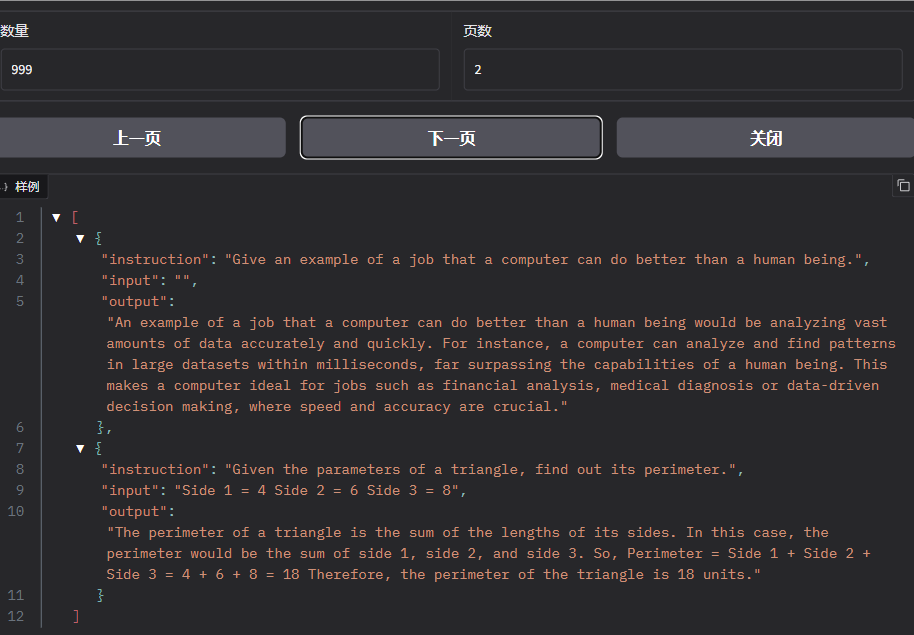 数量
页数
999
2
上一页
下一页
关闭
样例
1 ▼ [
2 ▼ {
3 "instruction": "Give an example of a job that a computer can do better than a human being.",
4 "input": "",
5 "output":
"An example of a job that a computer can do better than a human being would be analyzing vast
amounts of data accurately and quickly. For instance, a computer can analyze and find patterns
in large datasets within milliseconds, far surpassing the capabilities of a human being. This
makes a computer ideal for jobs such as financial analysis, medical diagnosis or data-driven
decision making, where speed and accuracy are crucial."
6 },
7 ▼ {
8 "instruction": "Given the parameters of a triangle, find out its perimeter.",
9 "input": "Side 1 = 4 Side 2 = 6 Side 3 = 8",
10 "output":
"The perimeter of a triangle is the sum of the lengths of its sides. In this case, the
perimeter would be the sum of side 1, side 2, and side 3. So, Perimeter = Side 1 + Side 2 +
Side 3 = 4 + 6 + 8 = 18 Therefore, the perimeter of the triangle is 18 units."
11 }
12 ]